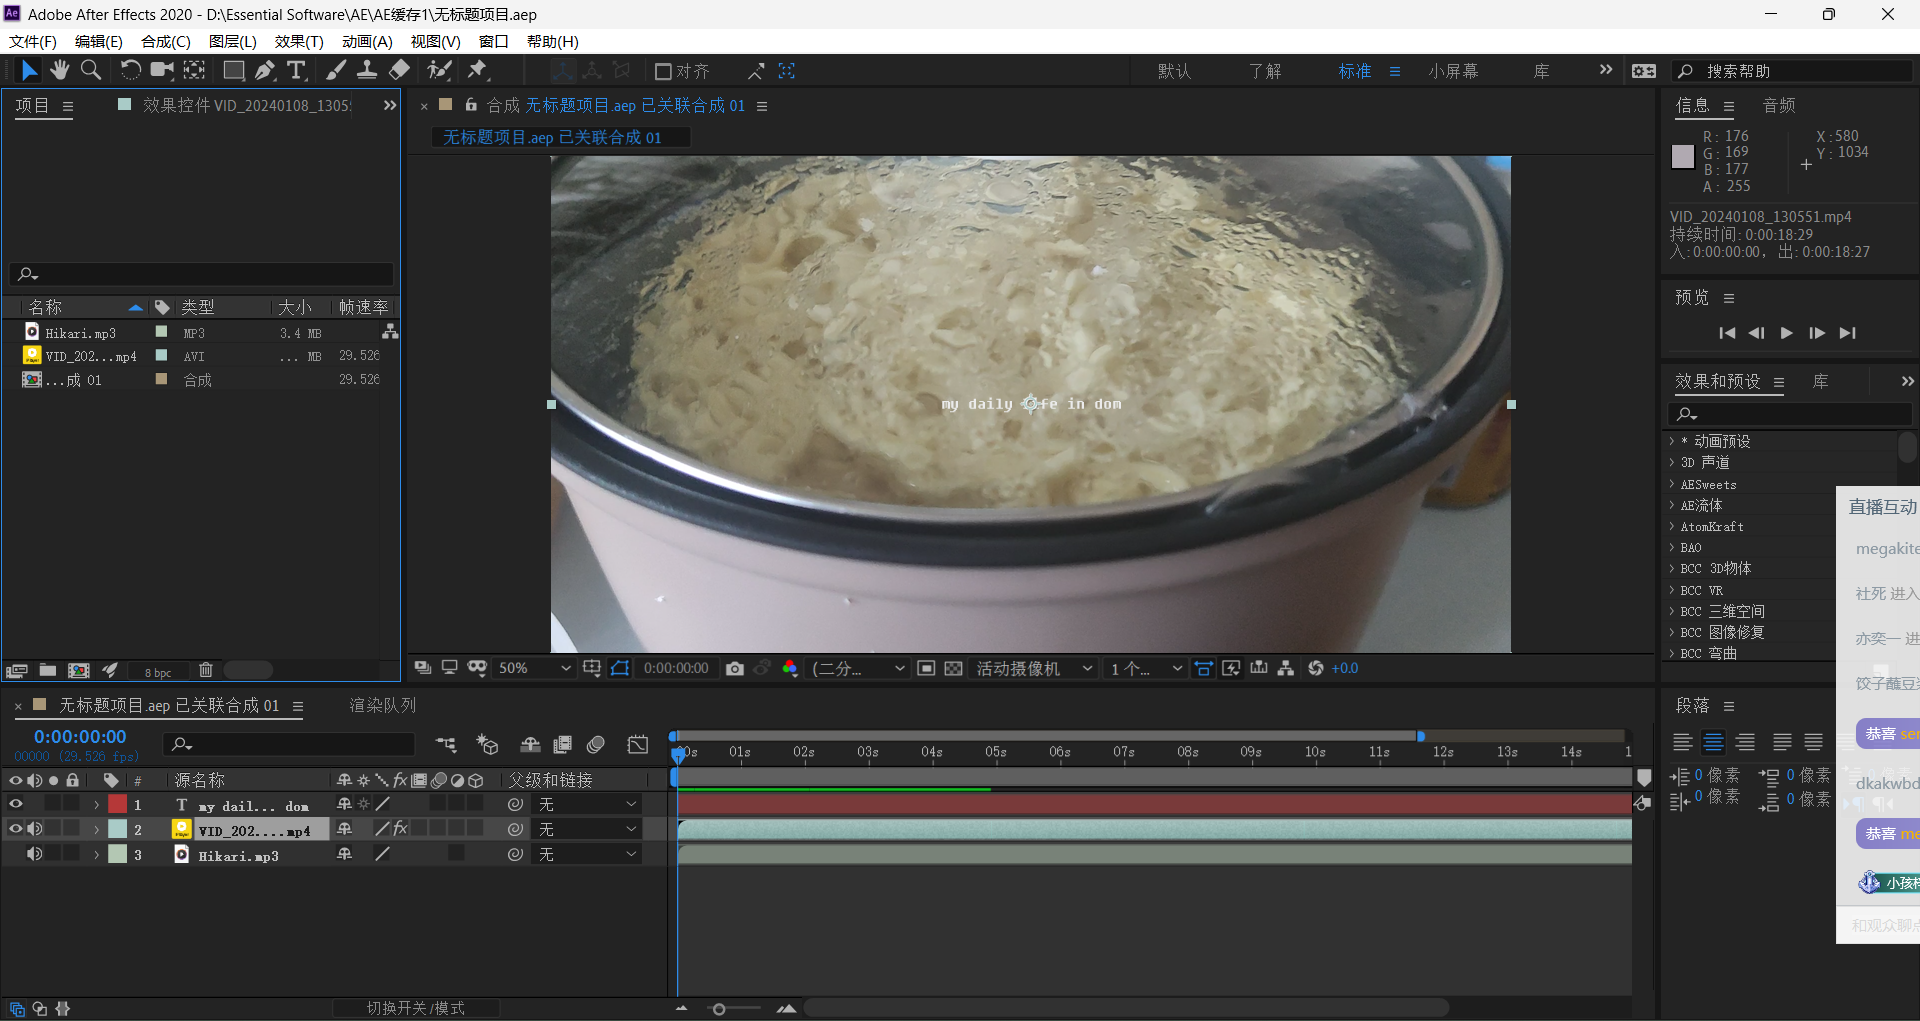 Adobe After Effects 2020 - D:\Essential Software\AE\AE缓存1\无标题项目.aep
文件(F) 编辑(E) 合成(C) 图层(L) 效果(T) 动画(A) 视图(V) 窗口 帮助(H)
对齐 默认 了解 标准 小屏幕 库 搜索帮助
项目 效果控件 VID_20240108_1305
合成 无标题项目.aep 已关联合成 01
无标题项目.aep 已关联合成 01
名称 类型 大小 帧速率
Hikari.mp3 MP3 3.4 MB
VID_202...mp4 AVI ... MB 29.526
...成 01 合成 29.526
8 bpc
my daily life in dom
50% 0:00:00:00 (二分... 活动摄像机 1 个... +0.0
信息 音频
R: 176 X: 580
G: 169 Y: 1034
B: 177
A: 255
VID_20240108_130551.mp4
持续时间: 0:00:18:29
入: 0:00:00:00, 出: 0:00:18:27
预览
效果和预设 库
* 动画预设
3D 声道
AESweets
AE流体
AtomKraft
BAO
BCC 3D物体
BCC VR
BCC 三维空间
BCC 图像修复
BCC 弯曲
直播互动
megakite
社死 进入
亦奕一 进
饺子蘸豆
恭喜 ser
dkakwbd
恭喜 me
小孩
和观众聊
段落
0 像素 0 像素
0 像素 0 像素
无标题项目.aep 已关联合成 01 渲染队列
0:00:00:00
00000 (29.526 fps)
# 源名称 父级和链接
1 T my dail... dom 无
2 VID_202....mp4 fx 无
3 Hikari.mp3 无
00s 01s 02s 03s 04s 05s 06s 07s 08s 09s 10s 11s 12s 13s 14s 1
切换开关/模式